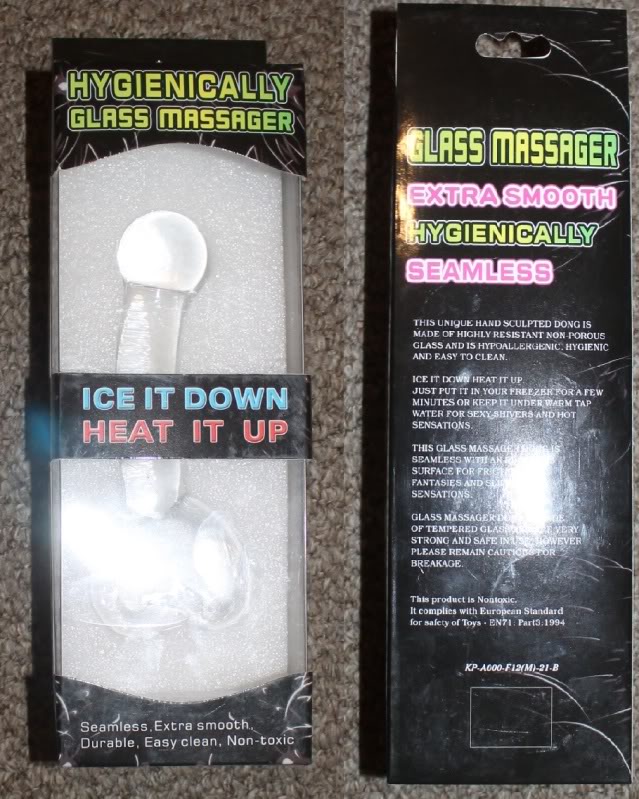 HYGIENICALLY
GLASS MASSAGER
ICE IT DOWN
HEAT IT UP
Seamless, Extra smooth,
Durable, Easy clean, Non-toxic
GLASS MASSAGER
EXTRA SMOOTH
HYGIENICALLY
SEAMLESS
THIS UNIQUE HAND SCULPTED DONG IS
MADE OF HIGHLY RESISTANT NON-POROUS
GLASS AND IS HYPOALLERGENIC, HYGIENIC
AND EASY TO CLEAN.
ICE IT DOWN HEAT IT UP
JUST PUT IT IN YOUR FREEZER FOR A FEW
MINUTES OR KEEP IT UNDER WARM TAP
WATER FOR SEXY SHIVERS AND HOT
SENSATIONS.
THIS GLASS MASSAGER IS
SEAMLESS WITH AN
SURFACE FOR
FANTASIES AND
SENSATIONS.
GLASS MASSAGER
OF TEMPERED GLASS VERY
STRONG AND SAFE IN USE, HOWEVER
PLEASE REMAIN CAUTIOUS FOR
BREAKAGE.
This product is Nontoxic.
It complies with European Standard
for safety of Toys - EN71: Part3:1994
KP-A000-F12(M)-21-B